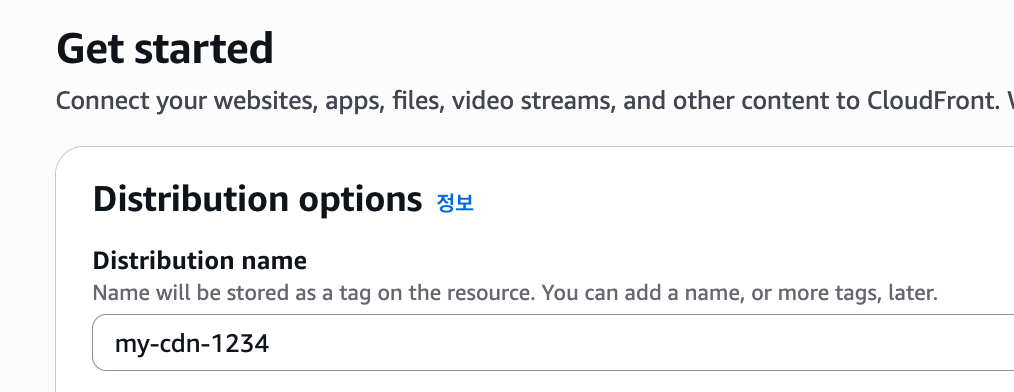 Get started
Connect your websites, apps, files, video streams, and other content to CloudFront.
Distribution options 정보
Distribution name
Name will be stored as a tag on the resource. You can add a name, or more tags, later.
my-cdn-1234